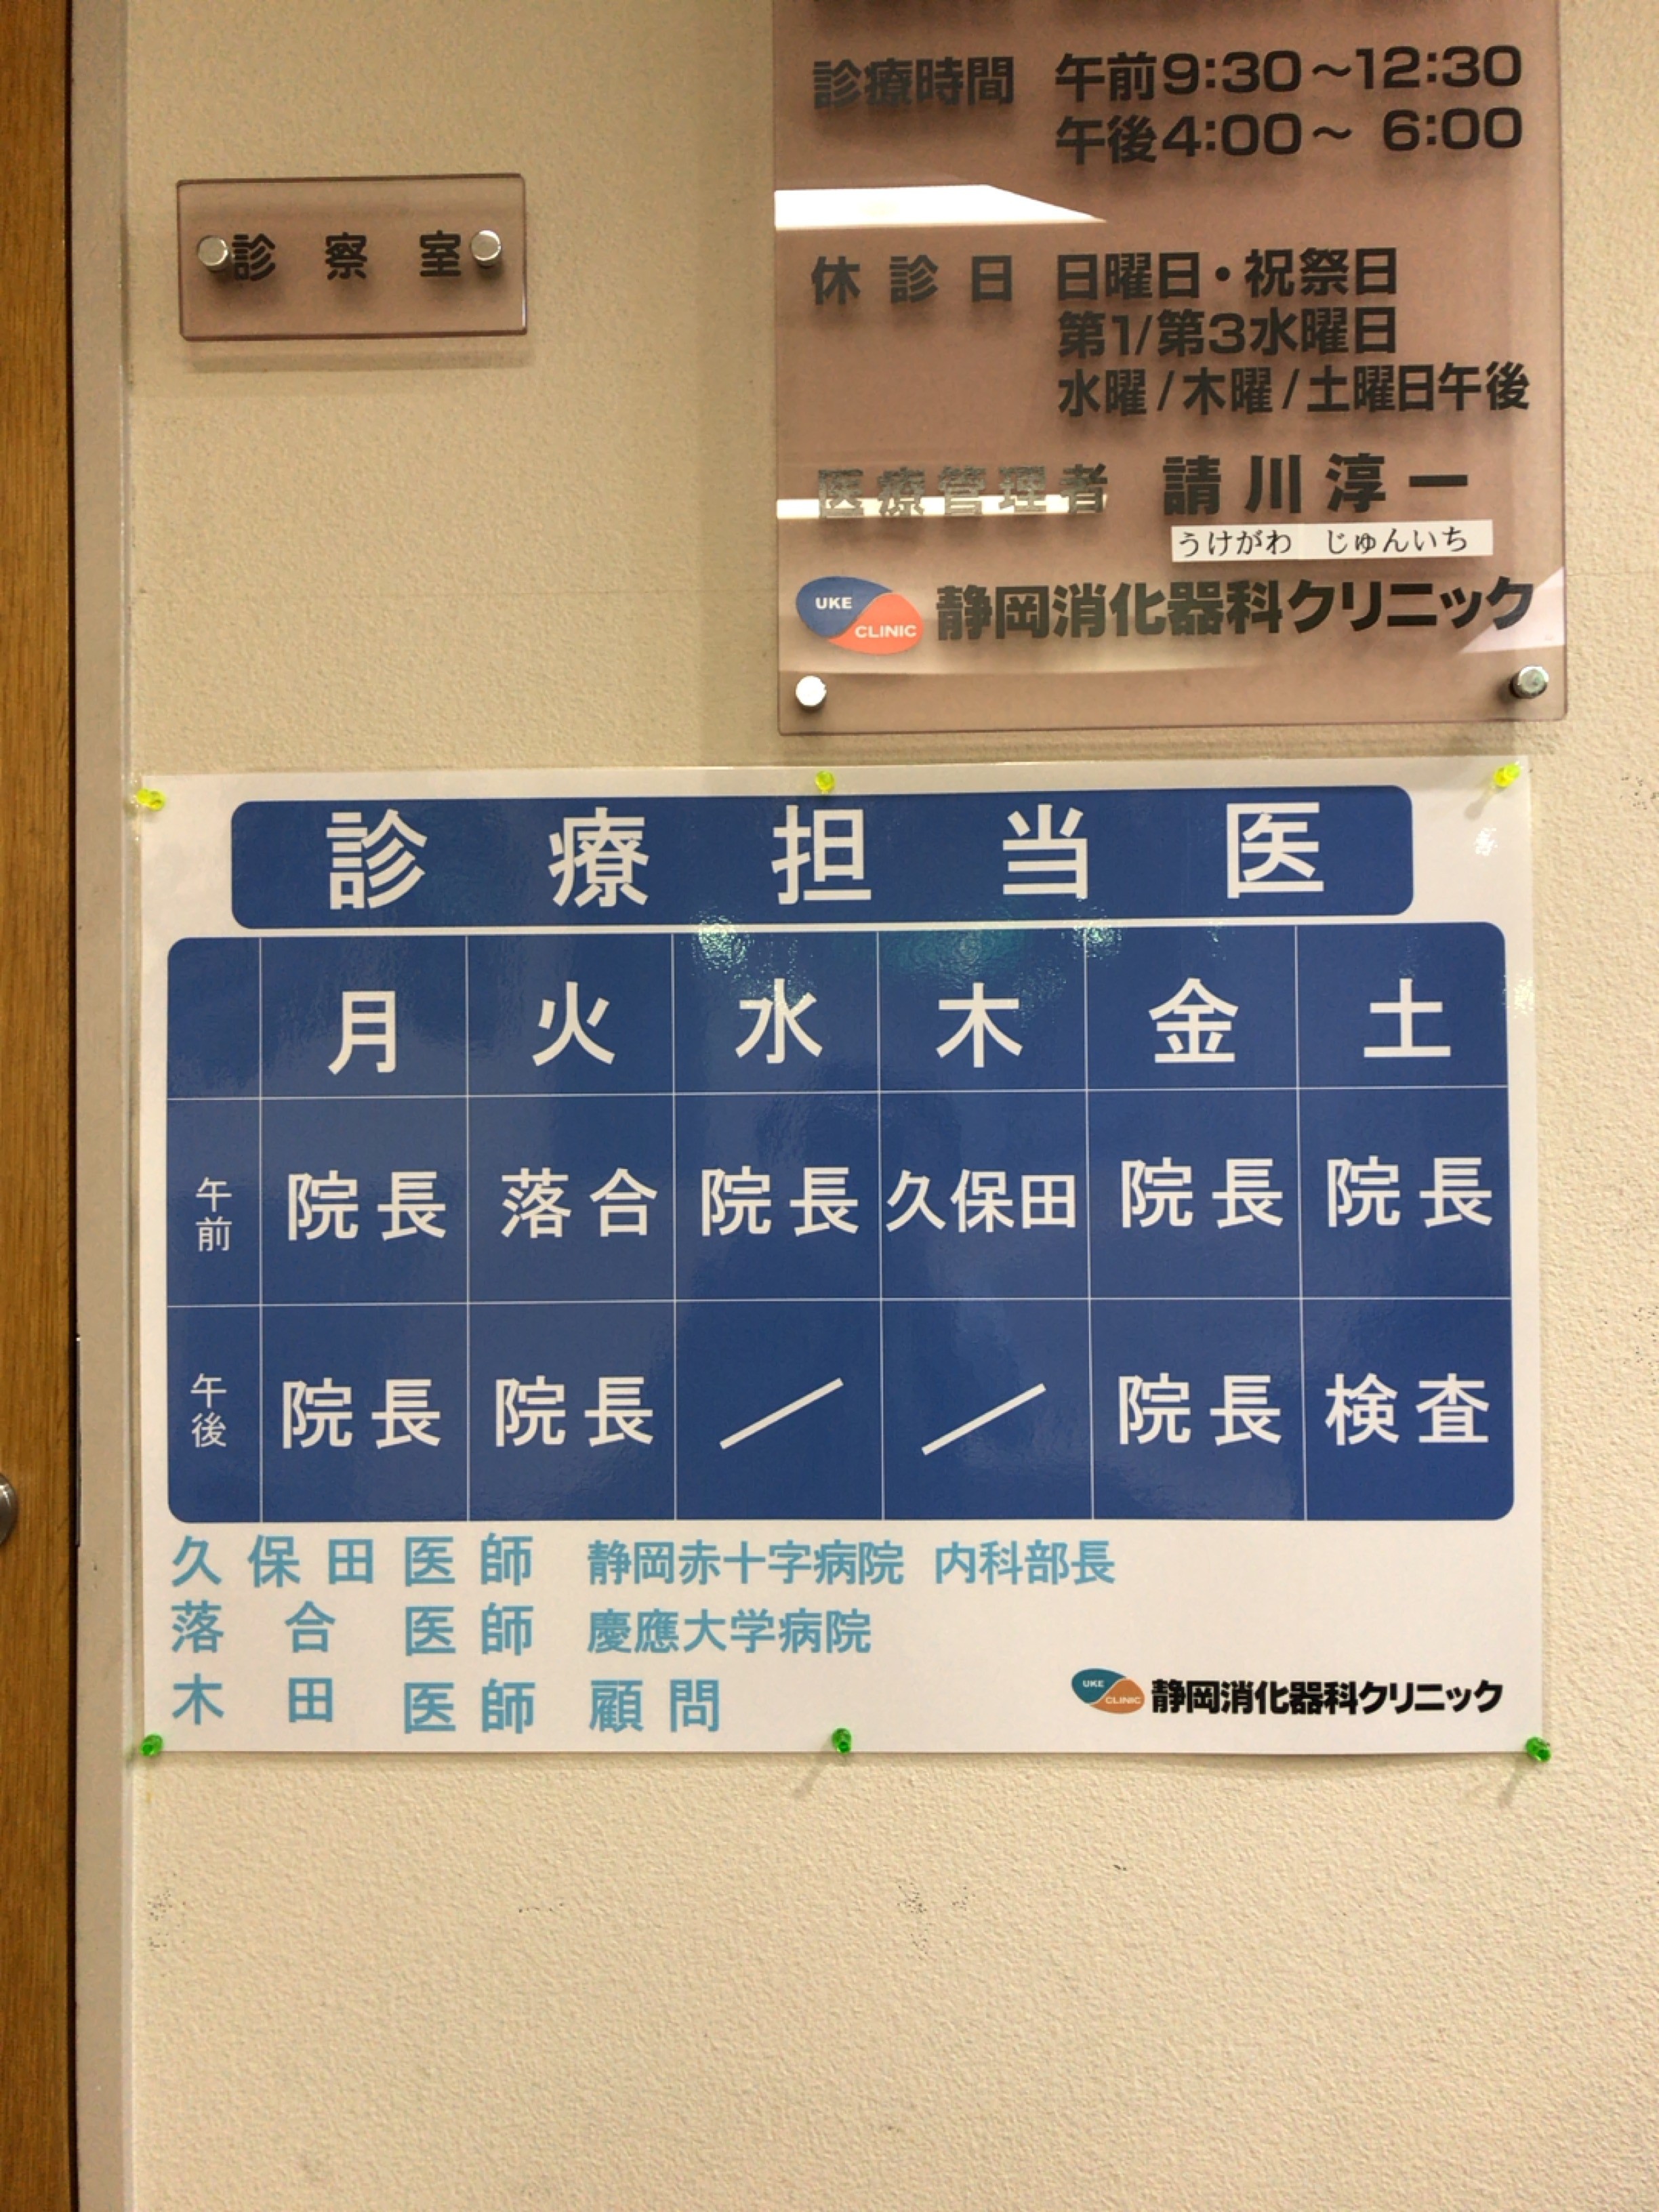 診療時間 午前9:30～12:30
午後4:00～ 6:00
診察室
休診日 日曜日・祝祭日
第1/第3水曜日
水曜/木曜/土曜日午後
医療管理者 請川淳一
うけがわ じゅんいち
UKE CLINIC 静岡消化器科クリニック
診療担当医
月 火 水 木 金 土
午前 院長 落合 院長 久保田 院長 院長
午後 院長 院長 ／ ／ 院長 検査
久保田医師 静岡赤十字病院 内科部長
落合医師 慶應大学病院
木田医師 顧問
UKE CLINIC 静岡消化器科クリニック